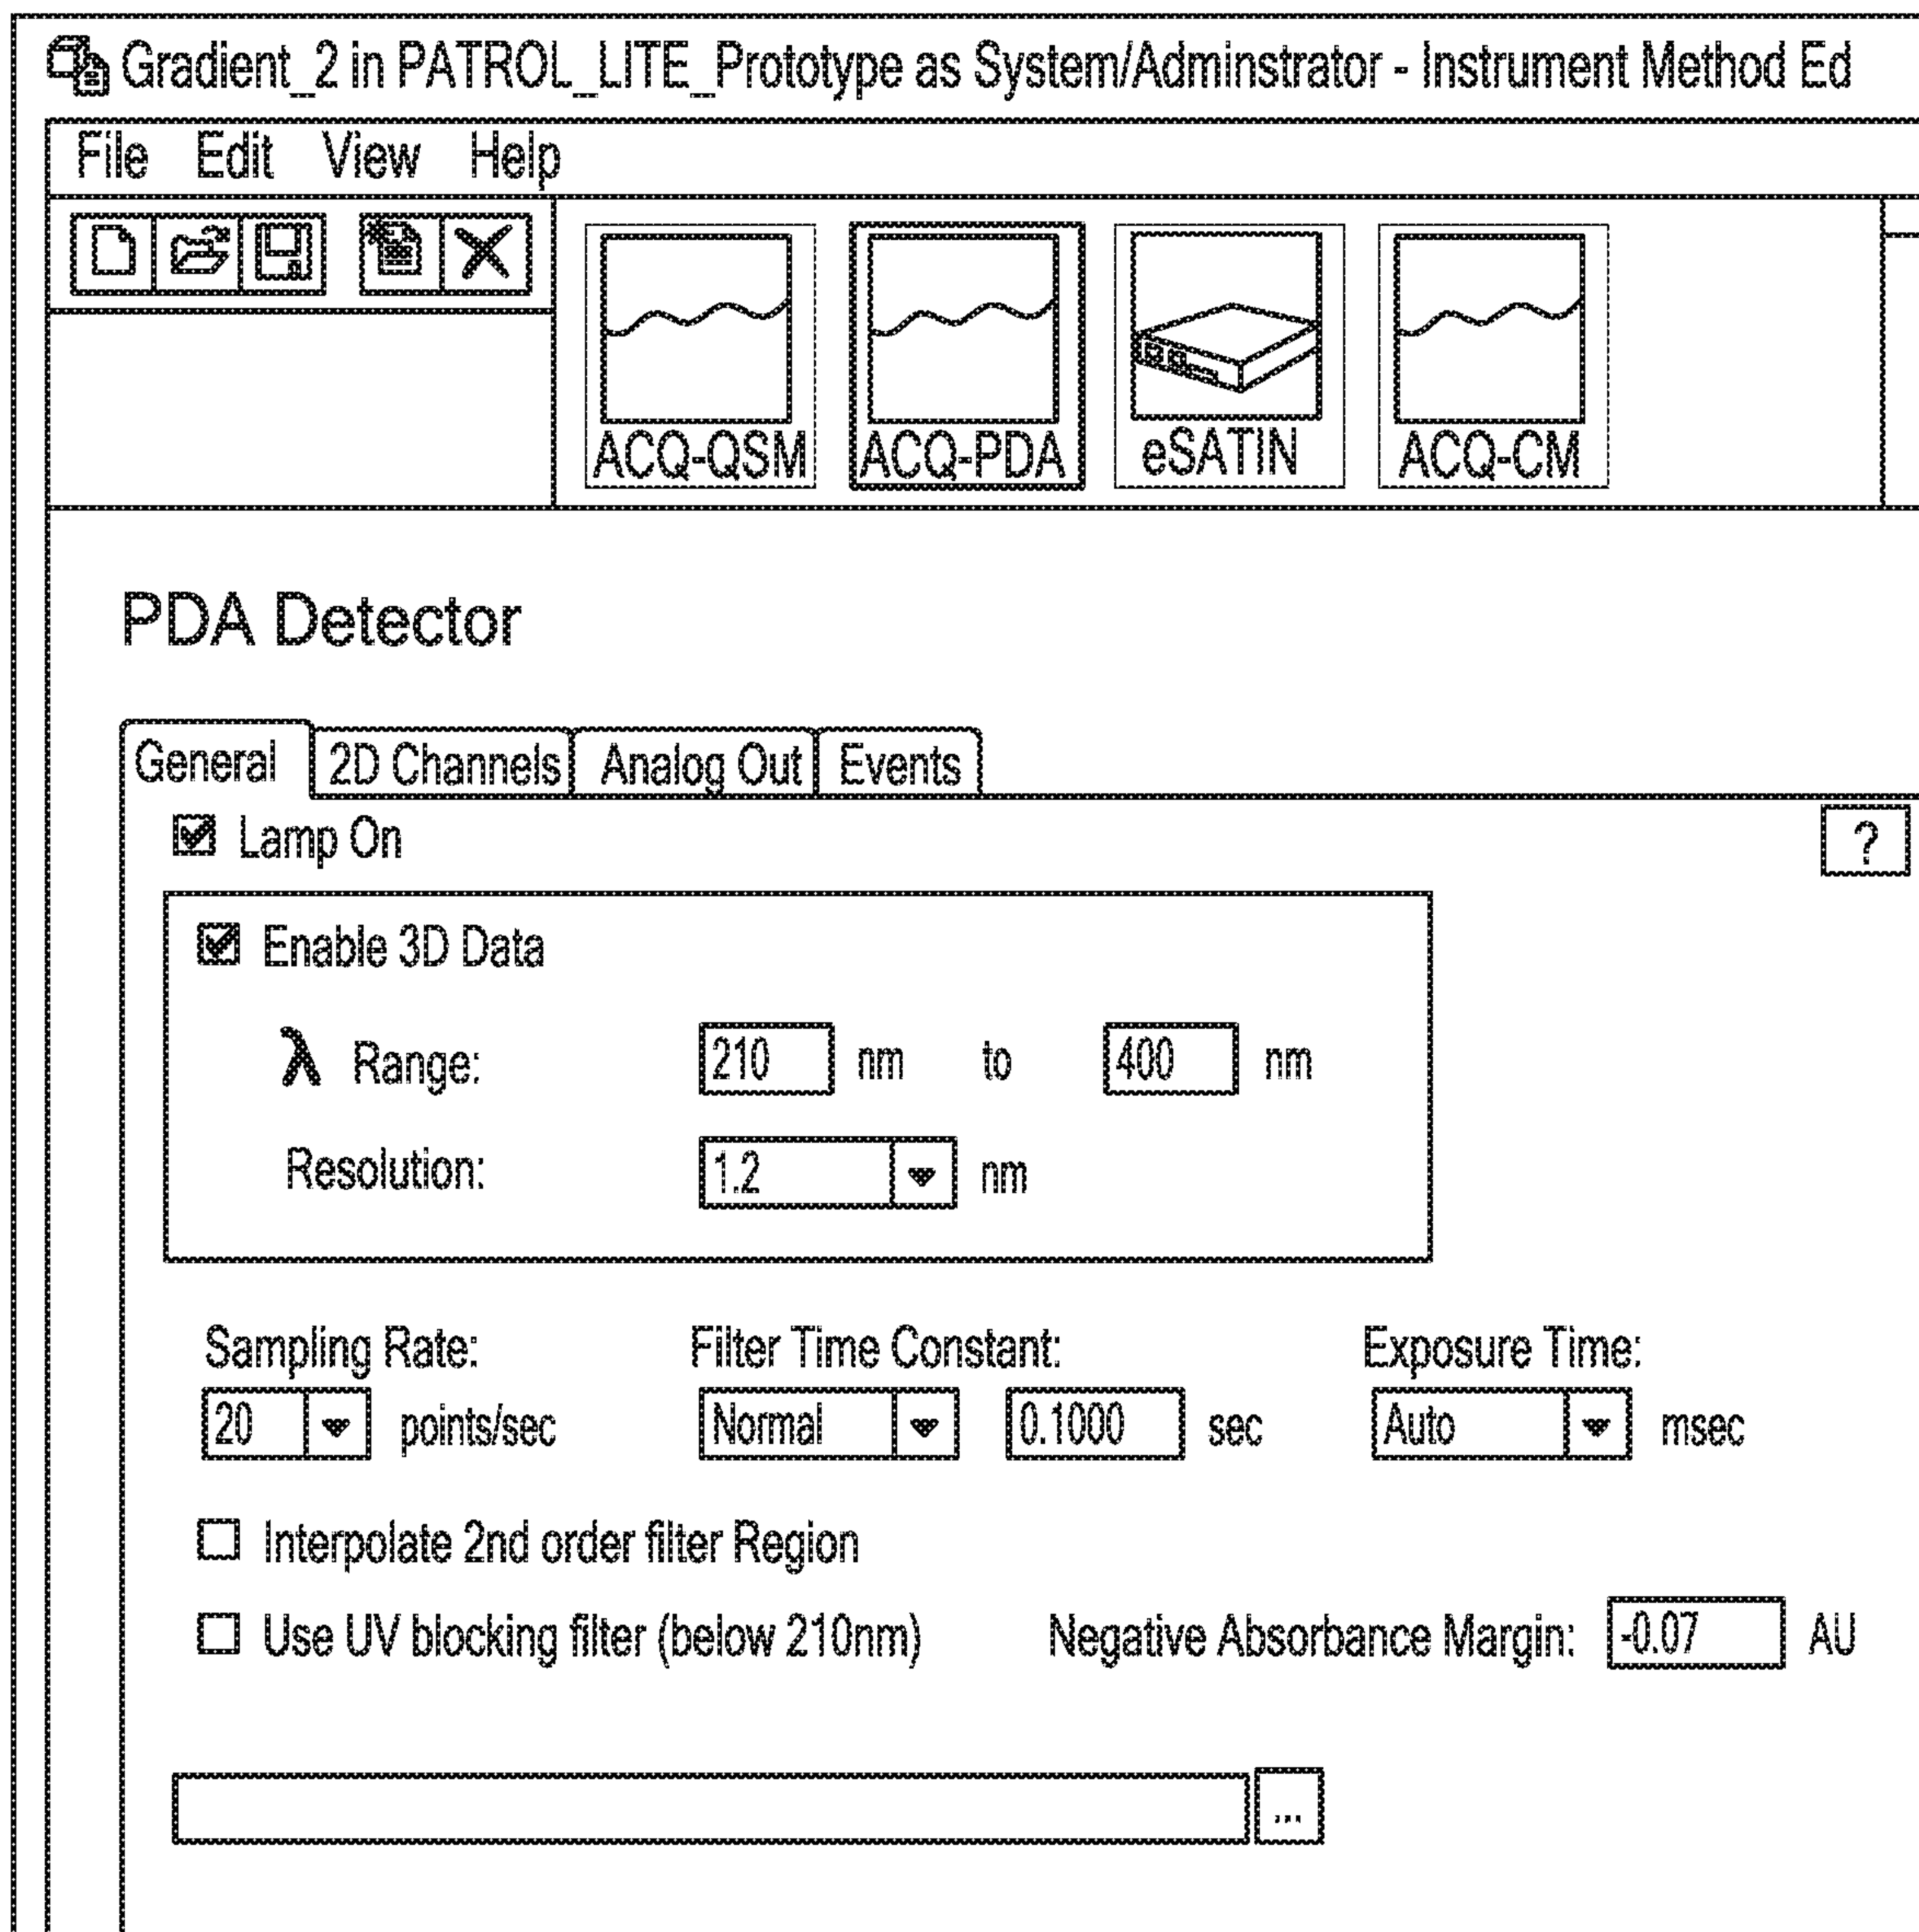 Gradient_2 in PATROL_LITE_Prototype as System/Adminstrator - Instrument Method Ed
File Edit View Help
ACQ-QSM ACQ-PDA eSATIN ACQ-CM
PDA Detector
General 2D Channels Analog Out Events
Lamp On ?
Enable 3D Data
λ Range: 210 nm to 400 nm
Resolution: 1.2 nm
Sampling Rate: Filter Time Constant: Exposure Time:
20 points/sec Normal 0.1000 sec Auto msec
Interpolate 2nd order filter Region
Use UV blocking filter (below 210nm) Negative Absorbance Margin: -0.07 AU
...